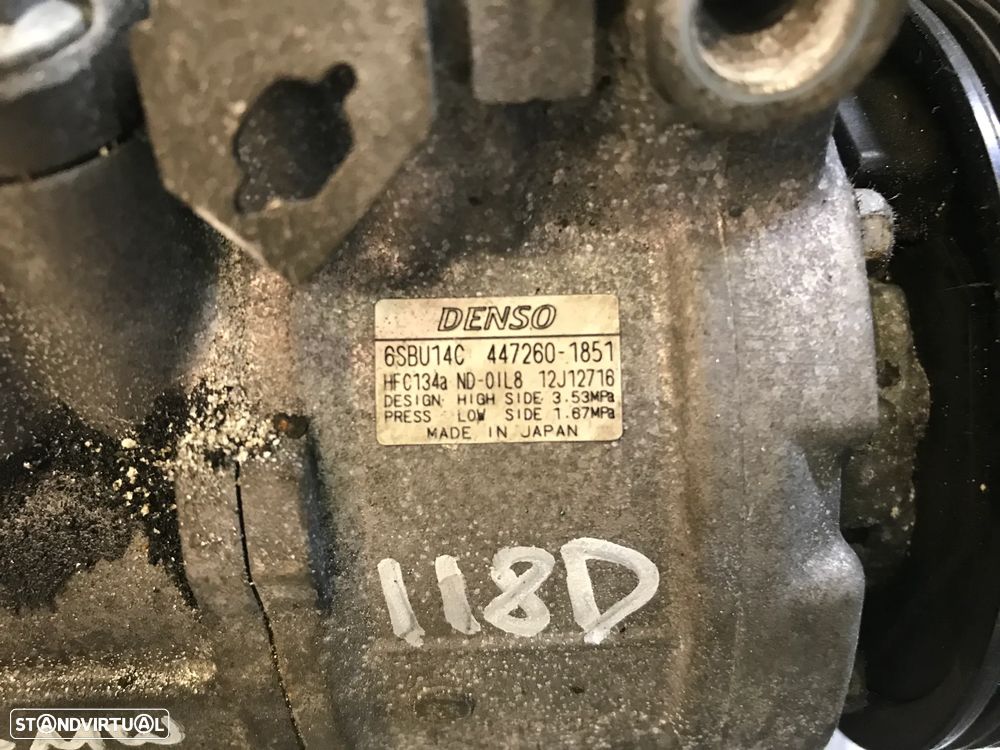 DENSO
6SBU14C 447260-1851
HFC134a ND-OIL8 12J12716
DESIGN HIGH SIDE 3.53MPa
PRESS LOW SIDE 1.67MPa
MADE IN JAPAN
118D
STANDVIRTUAL